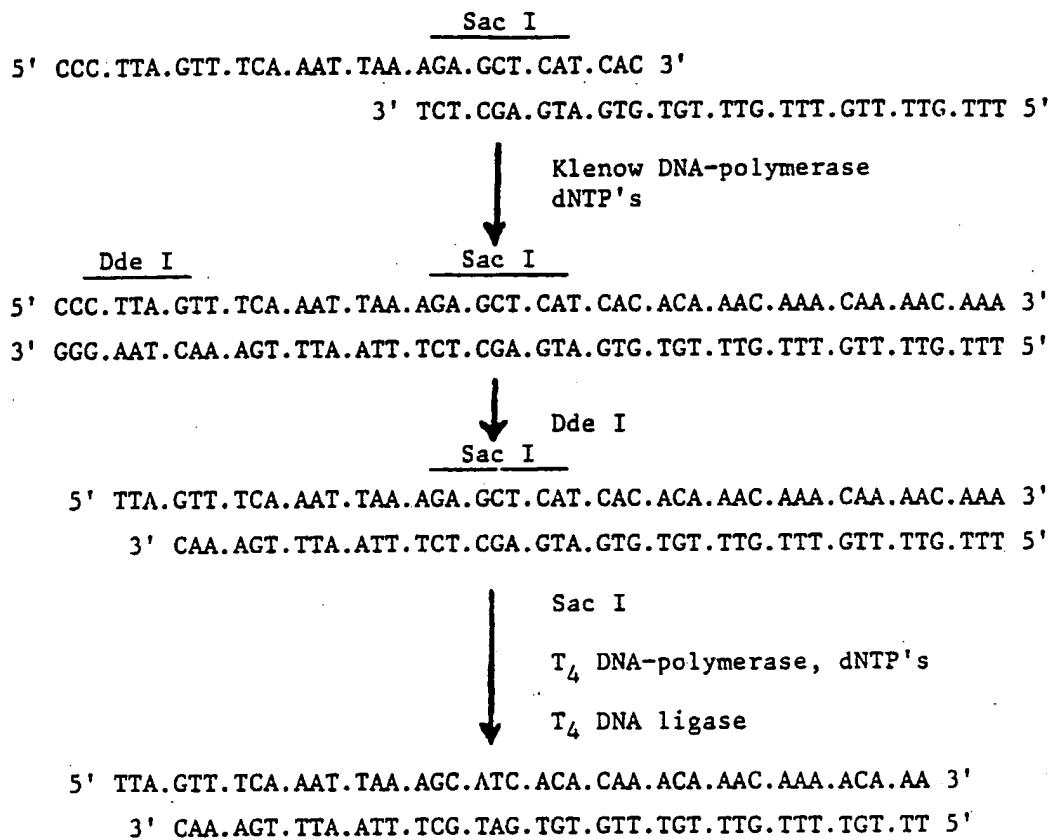 Sac I
5' CCC.TTA.GTT.TCA.AAT.TAA.AGA.GCT.CAT.CAC 3'
3' TCT.CGA.GTA.GTG.TGT.TTG.TTT.GTT.TTG.TTT 5'
Klenow DNA-polymerase
dNTP's
Dde I Sac I
5' CCC.TTA.GTT.TCA.AAT.TAA.AGA.GCT.CAT.CAC.ACA.AAC.AAA.CAA.AAC.AAA 3'
3' GGG.AAT.CAA.AGT.TTA.ATT.TCT.CGA.GTA.GTG.TGT.TTG.TTT.GTT.TTG.TTT 5'
Dde I
Sac I
5' TTA.GTT.TCA.AAT.TAA.AGA.GCT.CAT.CAC.ACA.AAC.AAA.CAA.AAC.AAA 3'
3' CAA.AGT.TTA.ATT.TCT.CGA.GTA.GTG.TGT.TTG.TTT.GTT.TTG.TTT 5'
Sac I
T4 DNA-polymerase, dNTP's
T4 DNA ligase
5' TTA.GTT.TCA.AAT.TAA.AGC.ATC.ACA.CAA.ACA.AAC.AAA.ACA.AA 3'
3' CAA.AGT.TTA.ATT.TCG.TAG.TGT.GTT.TGT.TTG.TTT.TGT.TT 5'